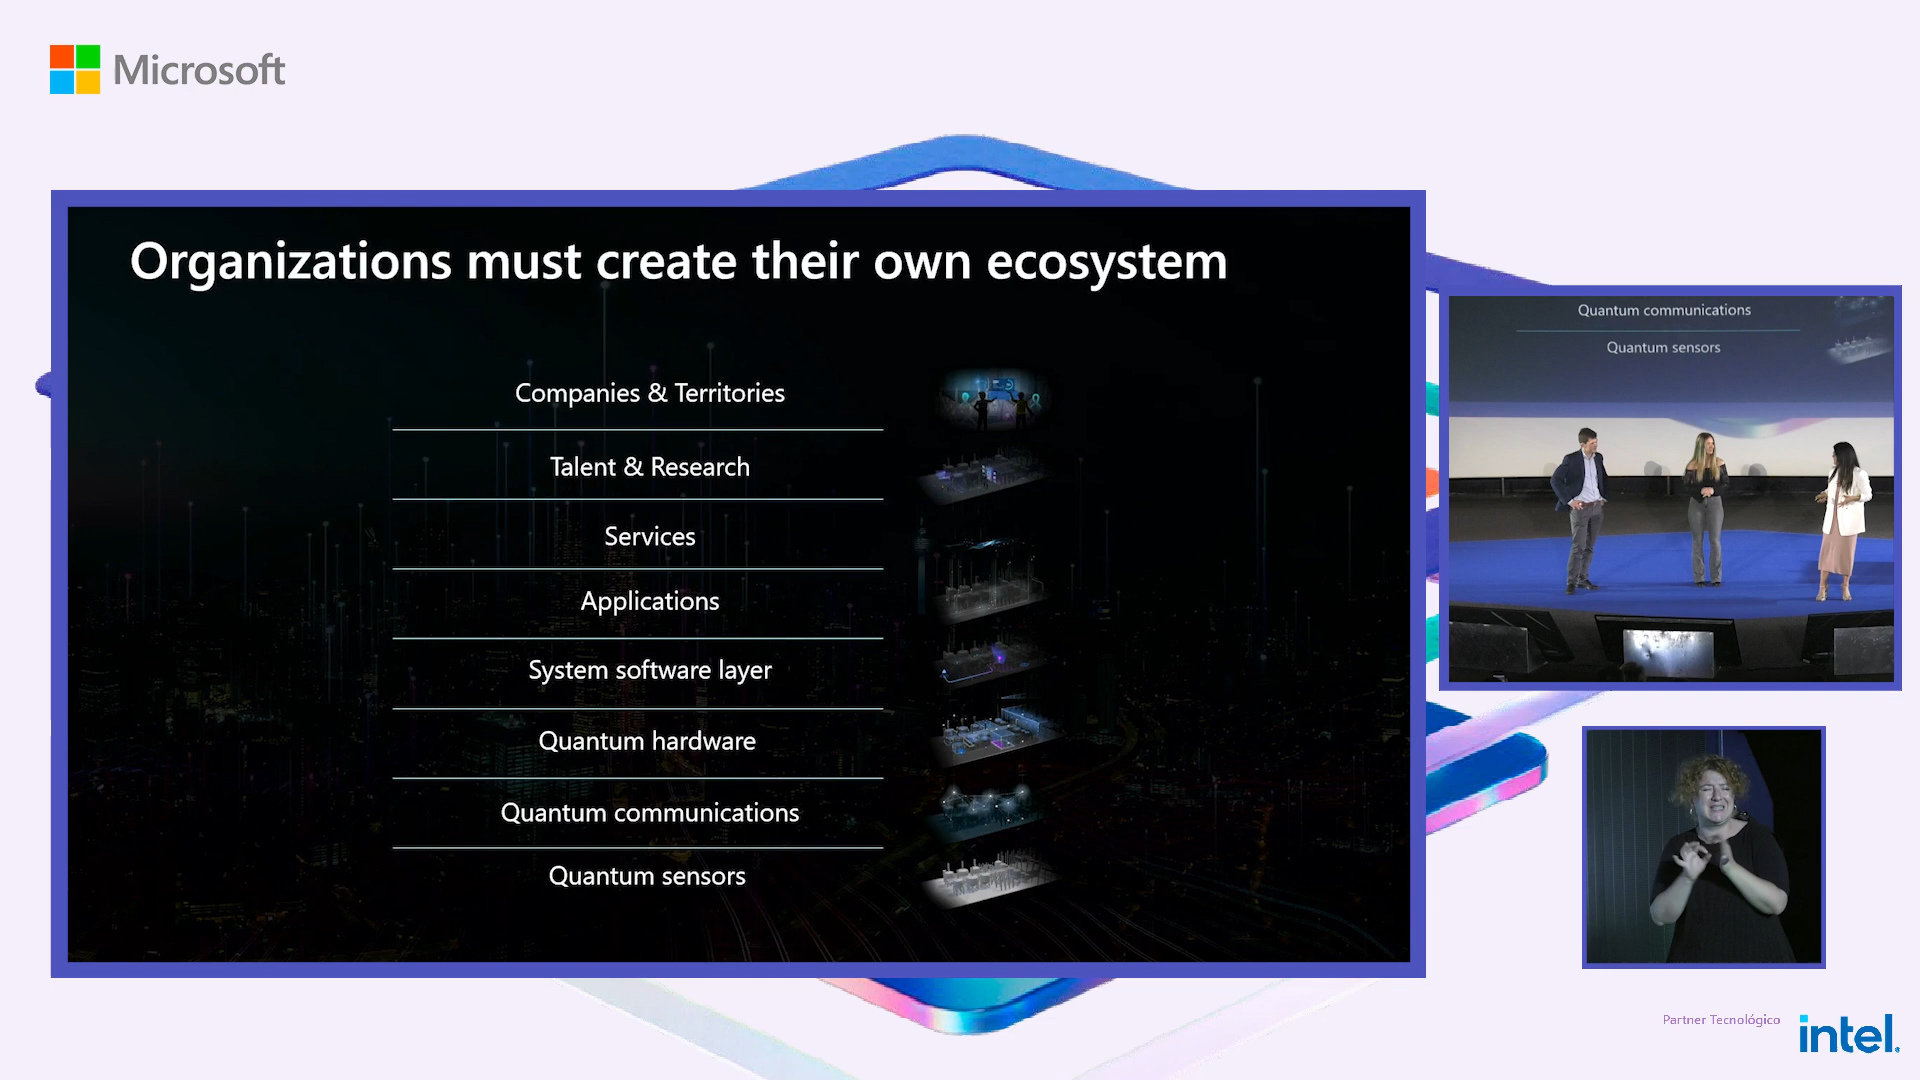 Microsoft
Organizations must create their own ecosystem
Companies & Territories
Talent & Research
Services
Applications
System software layer
Quantum hardware
Quantum communications
Quantum sensors
Quantum communications
Quantum sensors
Partner Tecnológico
intel.